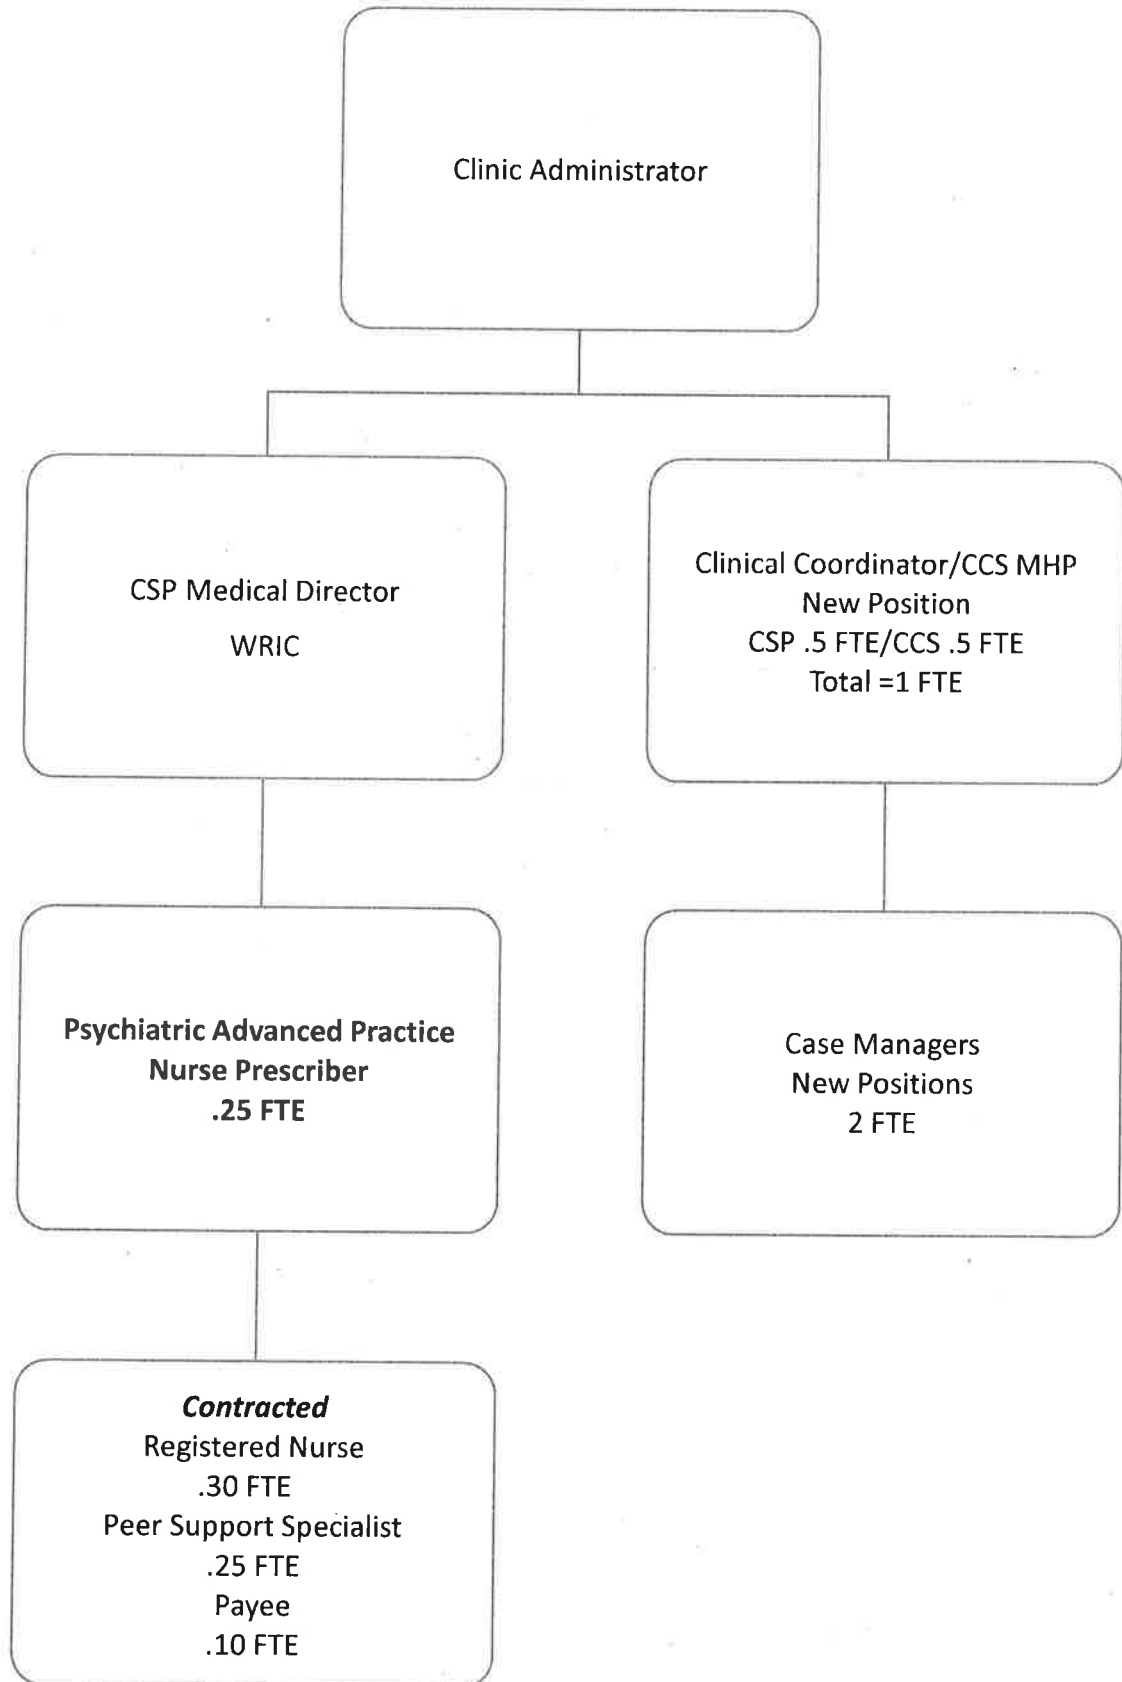 Clinic Administrator
CSP Medical Director
WRIC
Clinical Coordinator/CCS MHP
New Position
CSP .5 FTE/CCS .5 FTE
Total =1 FTE
Psychiatric Advanced Practice
Nurse Prescriber
.25 FTE
Case Managers
New Positions
2 FTE
Contracted
Registered Nurse
.30 FTE
Peer Support Specialist
.25 FTE
Payee
.10 FTE